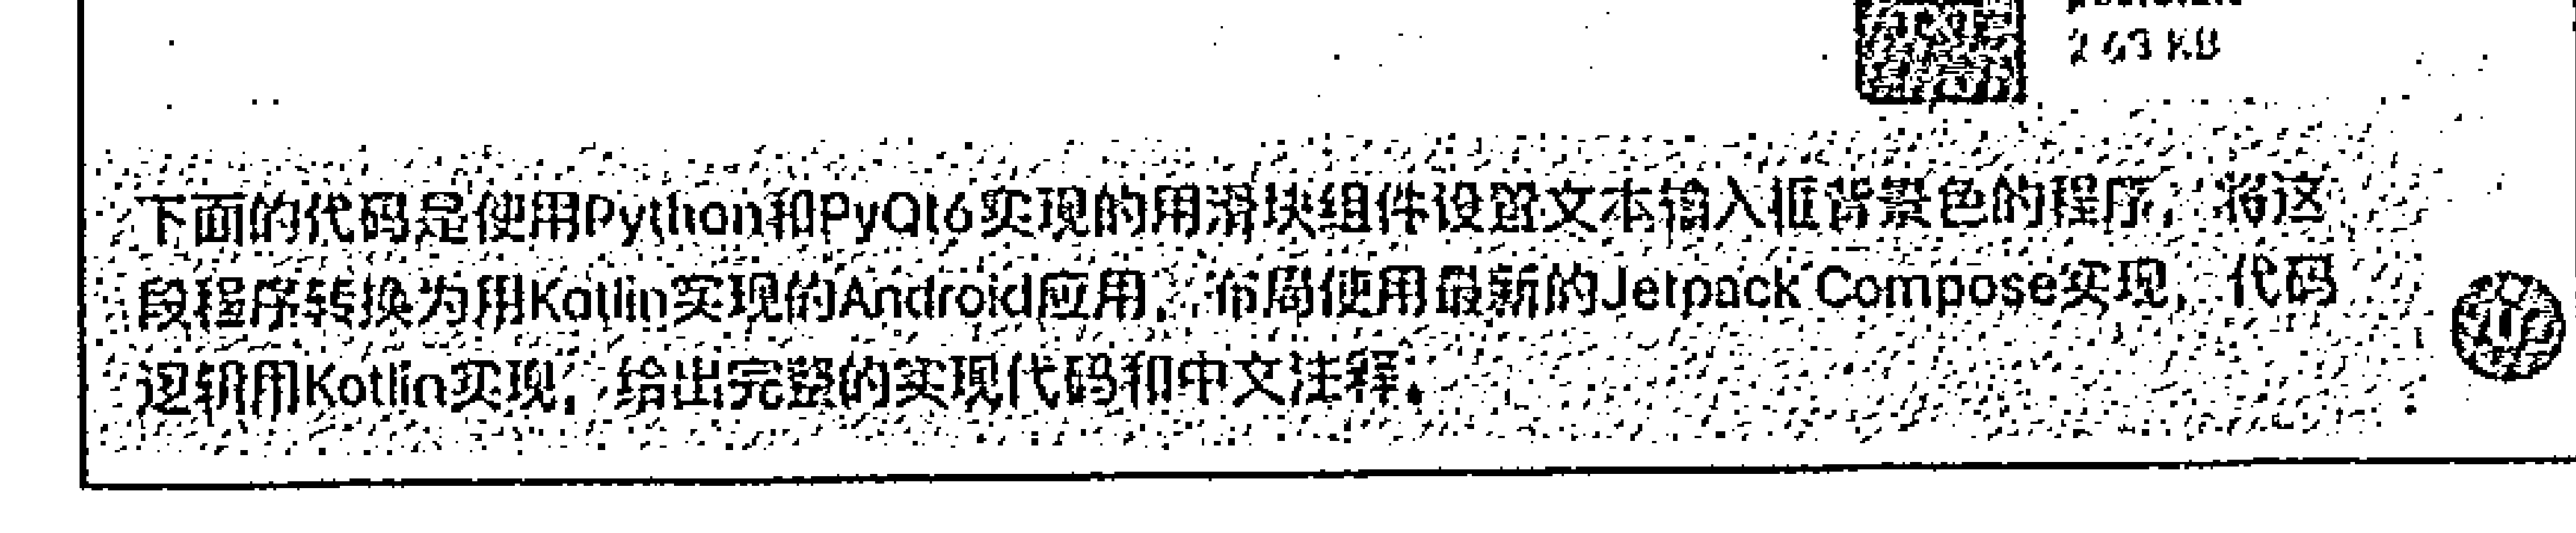 2.63 KB
下面的代码是使用Python和PyQt6实现的用滑块组件设置文本输入框背景色的程序，将这
段程序转换为用Kotlin实现的Android应用，布局使用最新的Jetpack Compose实现，代码
逻辑用Kotlin实现，给出完整的实现代码和中文注释。